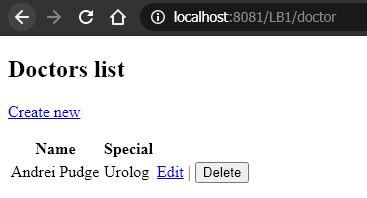 localhost:8081/LB1/doctor
Doctors list
Create new
Name Special
Andrei Pudge Urolog Edit | Delete